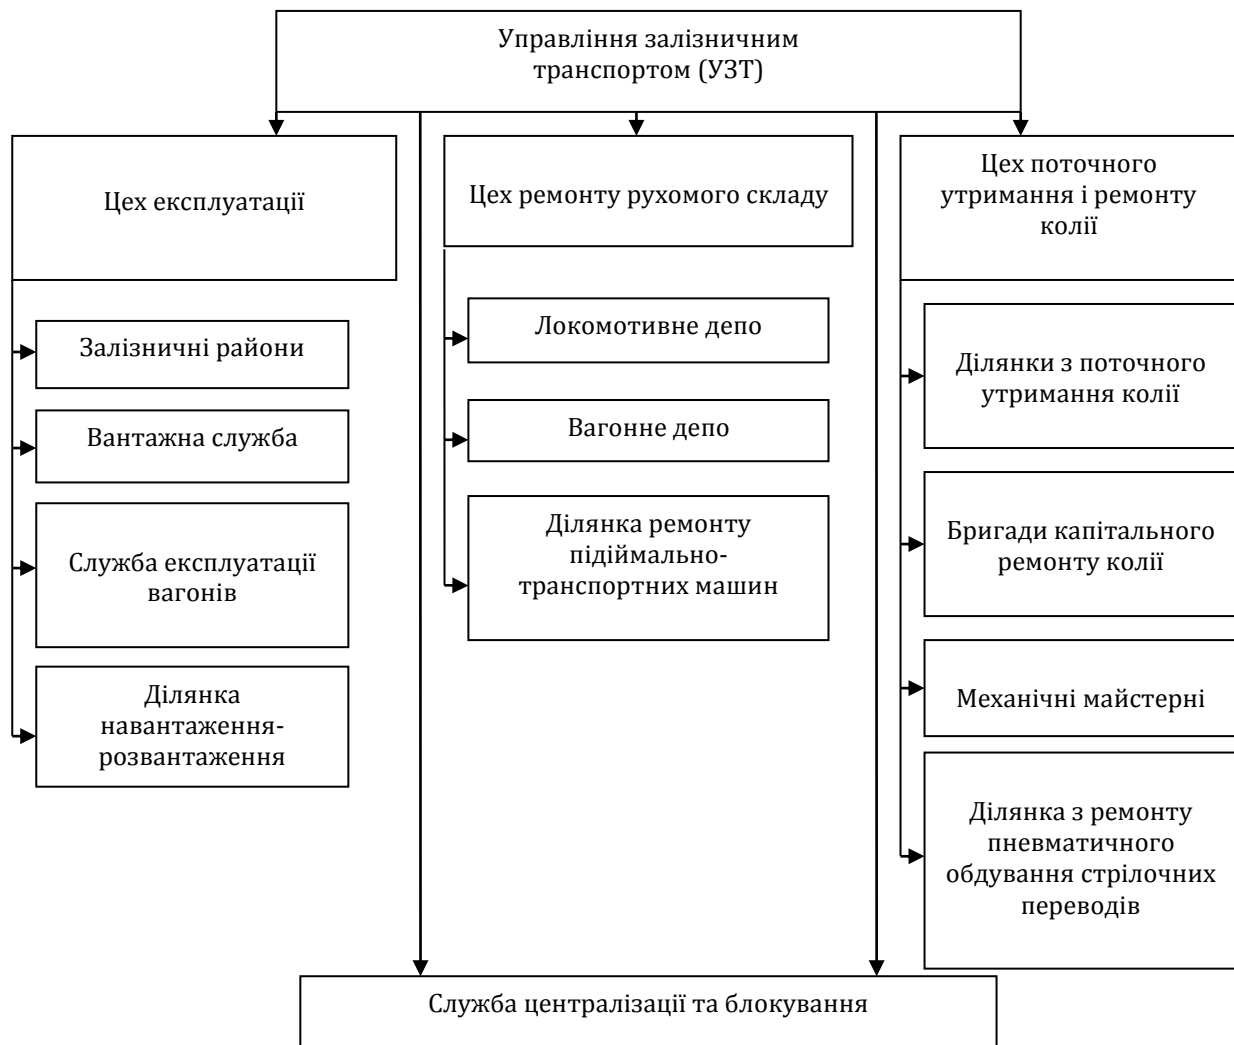 Управління залізничним
транспортом (УЗТ)
Цех експлуатації
Цех ремонту рухомого складу
Цех поточного
утримання і ремонту
колії
Залізничні райони
Вантажна служба
Служба експлуатації
вагонів
Ділянка
навантаження-
розвантаження
Локомотивне депо
Вагонне депо
Ділянка ремонту
підіймально-
транспортних машин
Ділянки з поточного
утримання колії
Бригади капітального
ремонту колії
Механічні майстерні
Ділянка з ремонту
пневматичного
обдування стрілочних
переводів
Служба централізації та блокування